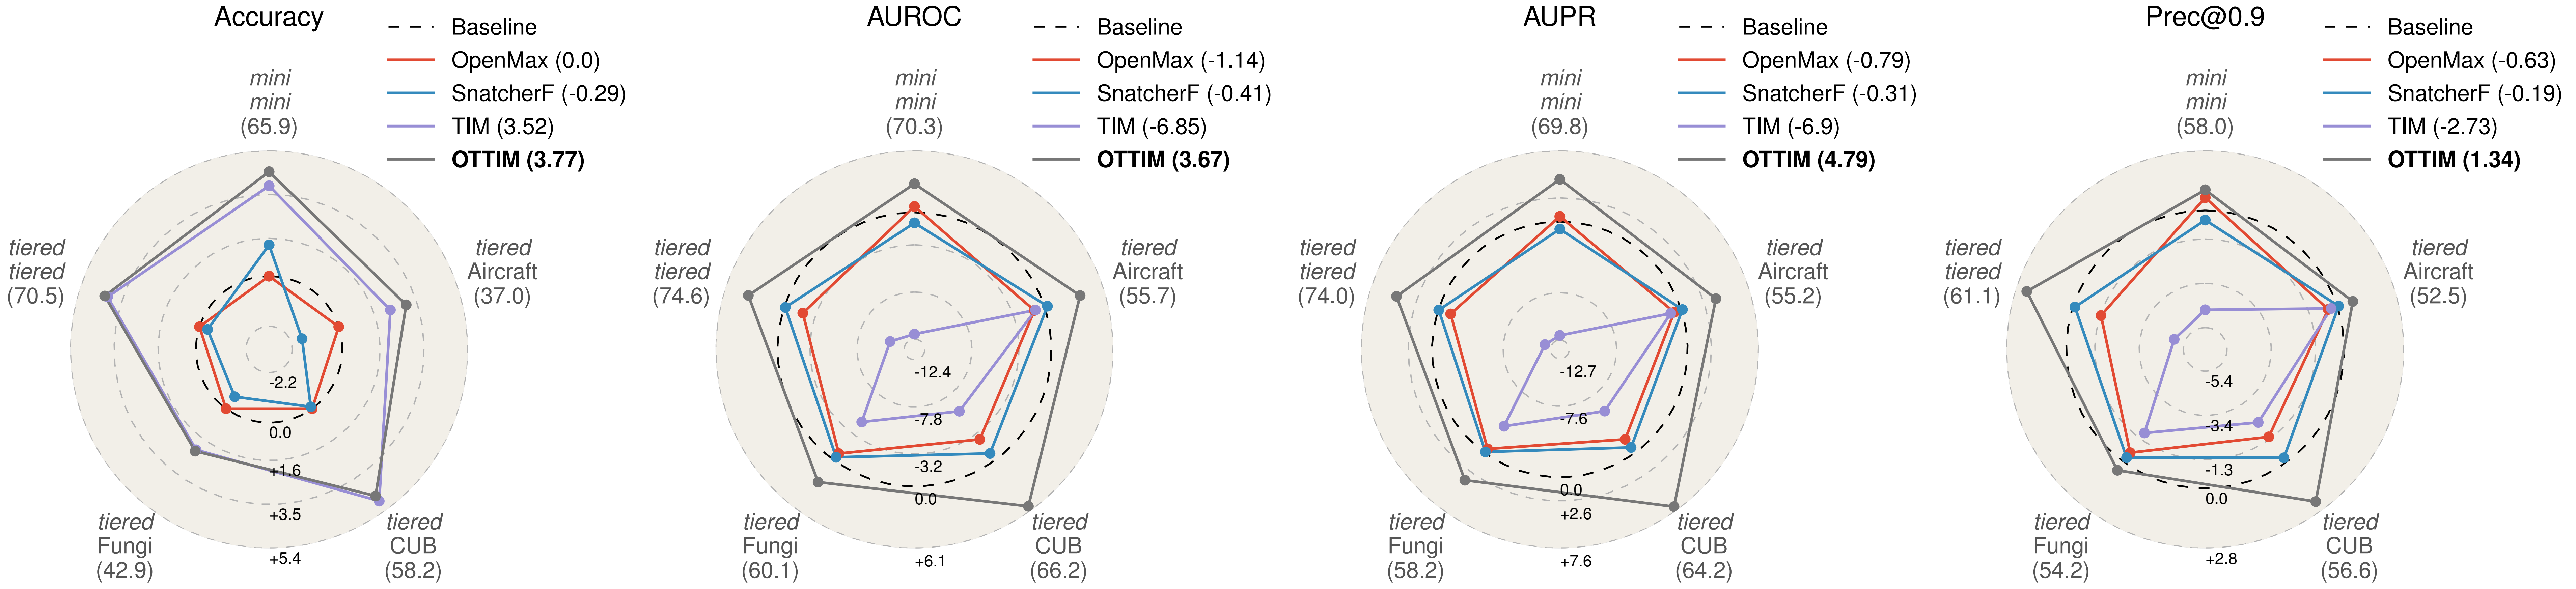 Accuracy
Baseline
OpenMax (0.0)
SnatcherF (-0.29)
TIM (3.52)
OTTIM (3.77)
mini
mini
(65.9)
tiered
tiered
(70.5)
tiered
Aircraft
(37.0)
-2.2
0.0
+1.6
+3.5
+5.4
tiered
Fungi
(42.9)
tiered
CUB
(58.2)
AUROC
Baseline
OpenMax (-1.14)
SnatcherF (-0.41)
TIM (-6.85)
OTTIM (3.67)
mini
mini
(70.3)
tiered
tiered
(74.6)
tiered
Aircraft
(55.7)
-12.4
-7.8
-3.2
0.0
+6.1
tiered
Fungi
(60.1)
tiered
CUB
(66.2)
AUPR
Baseline
OpenMax (-0.79)
SnatcherF (-0.31)
TIM (-6.9)
OTTIM (4.79)
mini
mini
(69.8)
tiered
tiered
(74.0)
tiered
Aircraft
(55.2)
-12.7
-7.6
0.0
+2.6
+7.6
tiered
Fungi
(58.2)
tiered
CUB
(64.2)
Prec@0.9
Baseline
OpenMax (-0.63)
SnatcherF (-0.19)
TIM (-2.73)
OTTIM (1.34)
mini
mini
(58.0)
tiered
tiered
(61.1)
tiered
Aircraft
(52.5)
-5.4
-3.4
-1.3
0.0
+2.8
tiered
Fungi
(54.2)
tiered
CUB
(56.6)